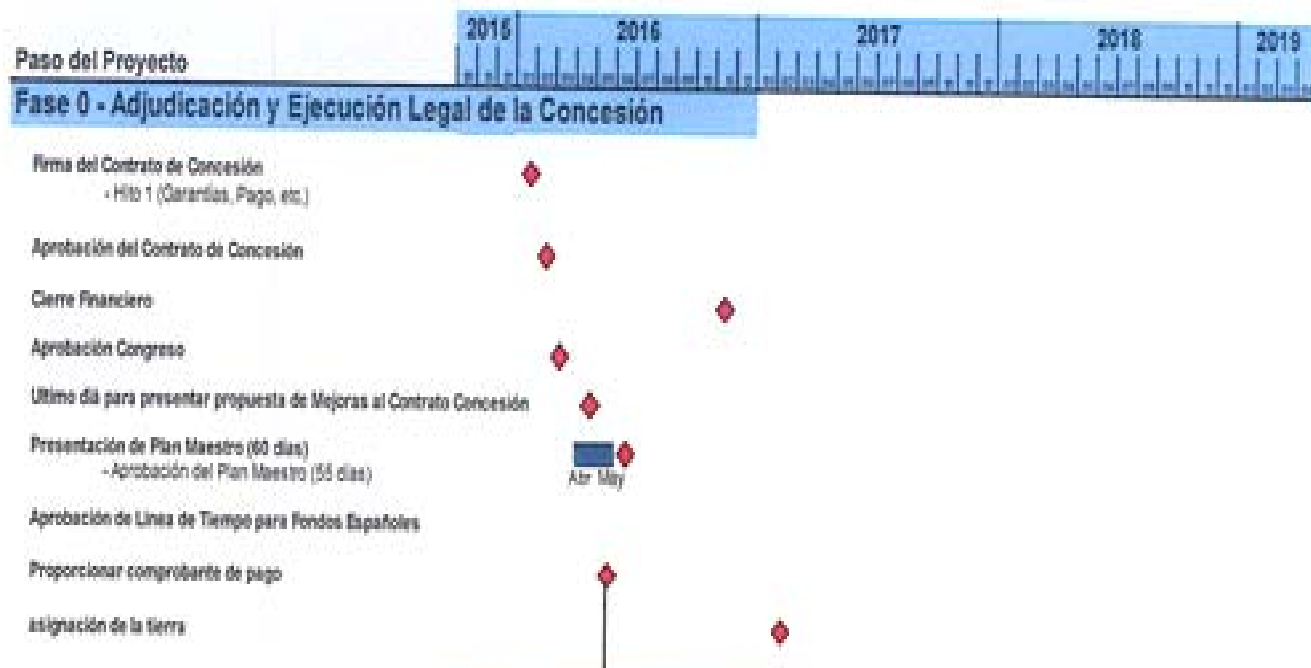 2015 2016 2017 2018 2019
Paso del Proyecto
Fase 0 - Adjudicación y Ejecución Legal de la Concesión
Firma del Contrato de Concesión
- Hito 1 (Garantías, Pago, etc.)
Aprobación del Contrato de Concesión
Cierre Financiero
Aprobación Congreso
Ultimo día para presentar propuesta de Mejoras al Contrato Concesión
Presentación de Plan Maestro (60 días)
- Aprobación del Plan Maestro (55 días)
Abr May
Aprobación de Linea de Tiempo para Fondos Españoles
Proporcionar comprobante de pago
asignación de la tierra